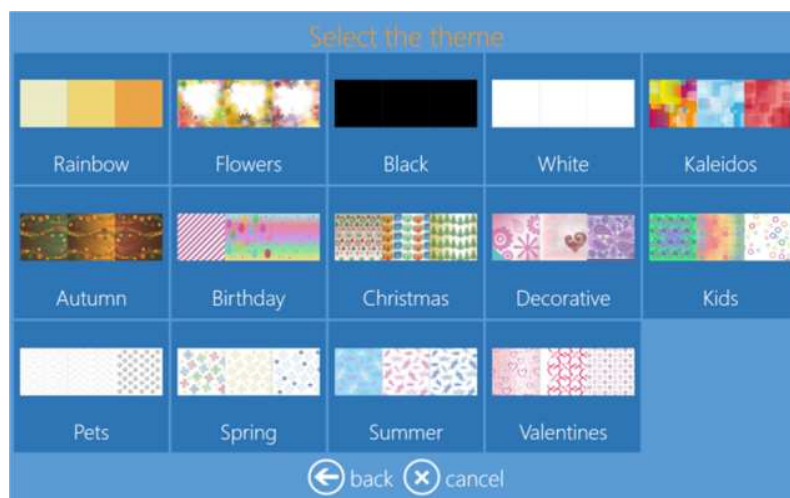 Select the theme
Rainbow Flowers Black White Kaleidos
Autumn Birthday Christmas Decorative Kids
Pets Spring Summer Valentines
back cancel